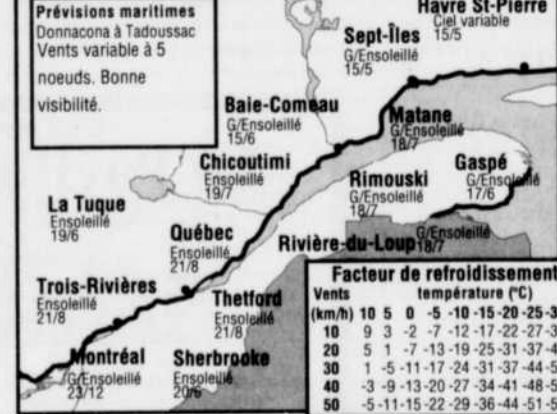 Prévisions maritimes
Donnacona à Tadoussac
Vents variable à 5
noeuds. Bonne
visibilité.
Havre St-Pierre
Ciel variable
15/5
Sept-Îles
G/Ensoleillé
15/5
Baie-Comeau
G/Ensoleillé
15/6
Matane
G/Ensoleillé
18/7
Chicoutimi
Ensoleillé
19/7
Rimouski
G/Ensoleillé
18/7
Gaspé
G/Ensoleillé
17/6
La Tuque
Ensoleillé
19/6
Québec
Ensoleillé
21/8
Rivière-du-Loup
G/Ensoleillé
18/7
Trois-Rivières
Ensoleillé
21/8
Thetford
Ensoleillé
21/8
Montréal
G/Ensoleillé
23/12
Sherbrooke
Ensoleillé
20/6
Facteur de refroidissement
Vents température (°C)
(km/h) 10 5 0 -5 -10 -15 -20 -25 -3
10 9 3 -2 -7 -12 -17 -22 -27 -3
20 5 1 -7 -13 -19 -25 -31 -37 -4
30 1 -5 -11 -17 -24 -31 -37 -44 -5
40 -3 -9 -13 -20 -27 -34 -41 -48 -5
50 -5 -11 -15 -22 -29 -36 -44 -51 -5